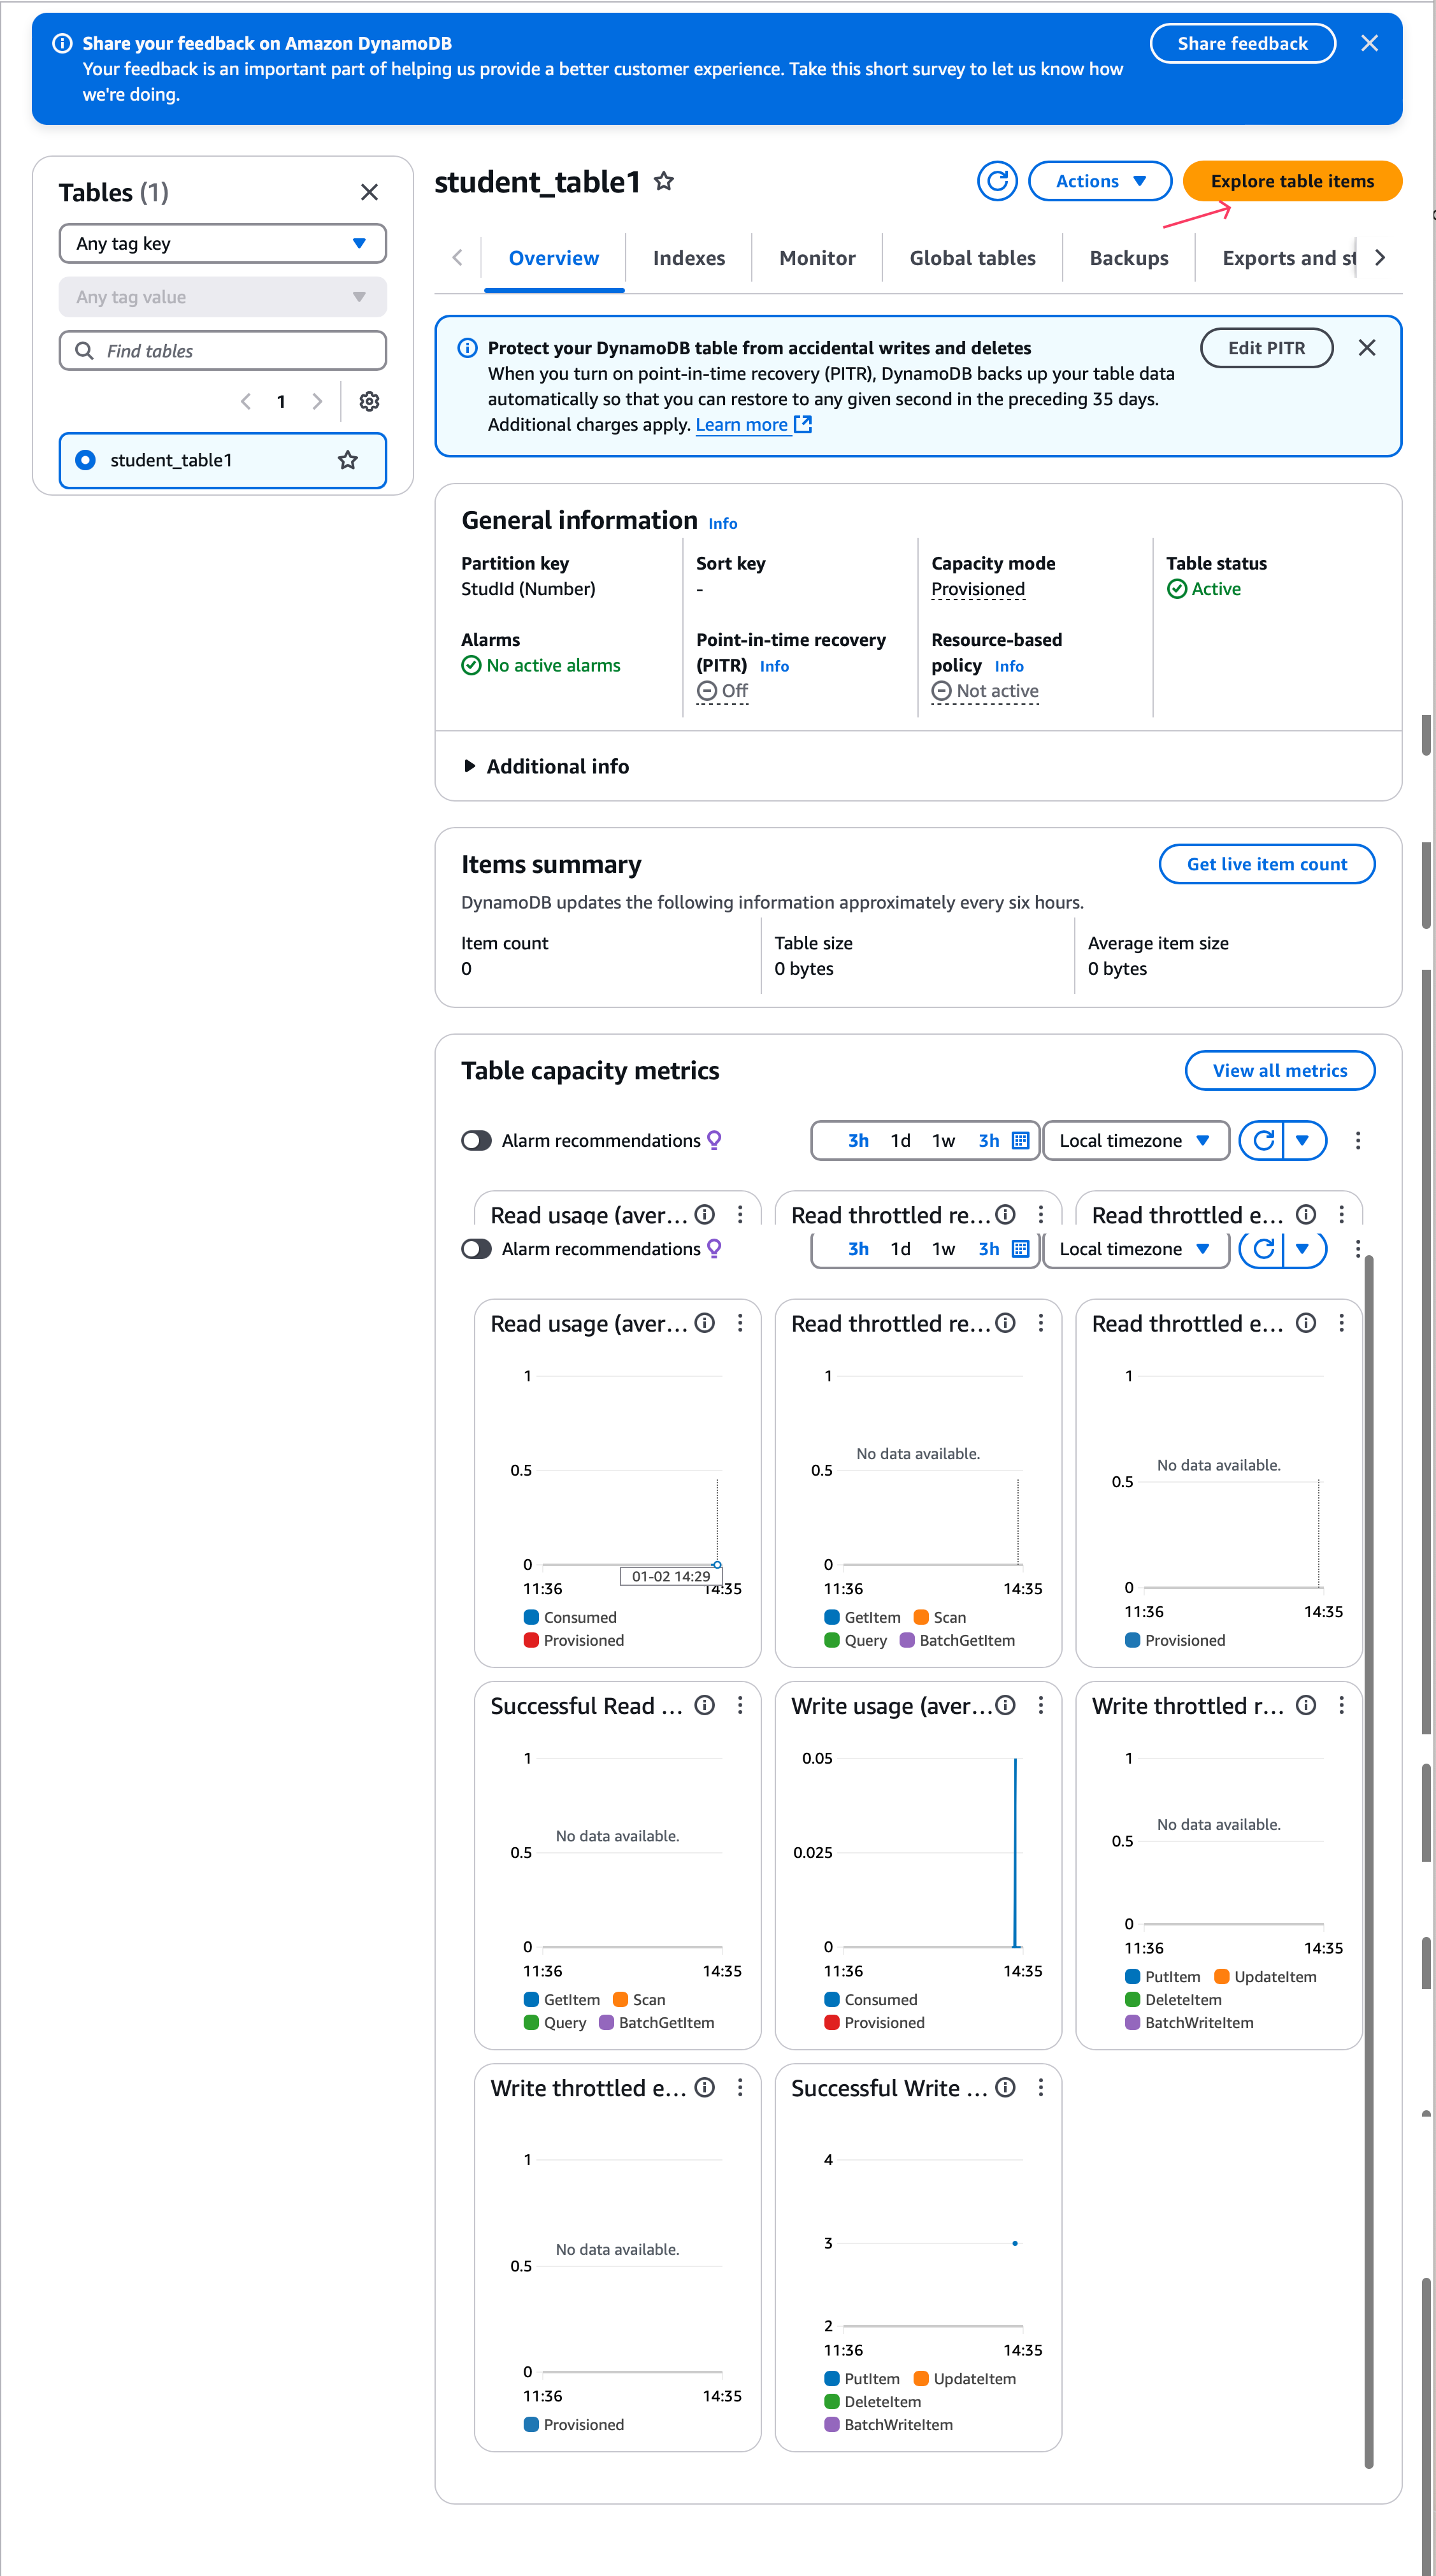 Share your feedback on Amazon DynamoDB
Your feedback is an important part of helping us provide a better customer experience. Take this short survey to let us know how
we're doing.
Share feedback
Tables (1)
Any tag key
Any tag value
Find tables
1
student_table1
student_table1
Actions
Explore table items
Overview
Indexes
Monitor
Global tables
Backups
Exports and st
Protect your DynamoDB table from accidental writes and deletes
When you turn on point-in-time recovery (PITR), DynamoDB backs up your table data
automatically so that you can restore to any given second in the preceding 35 days.
Additional charges apply. Learn more
Edit PITR
General information Info
Partition key
StudId (Number)
Sort key
-
Capacity mode
Provisioned
Table status
Active
Alarms
No active alarms
Point-in-time recovery
(PITR) Info
Off
Resource-based
policy Info
Not active
Additional info
Items summary
Get live item count
DynamoDB updates the following information approximately every six hours.
Item count
0
Table size
0 bytes
Average item size
0 bytes
Table capacity metrics
View all metrics
Alarm recommendations
3h 1d 1w 3h
Local timezone
Read usage (aver...
Read throttled re...
Read throttled e...
Alarm recommendations
3h 1d 1w 3h
Local timezone
Read usage (aver...
1
0.5
0
01-02 14:29
11:36 14:35
Consumed
Provisioned
Read throttled re...
1
No data available.
0.5
0
11:36 14:35
GetItem Scan
Query BatchGetItem
Read throttled e...
1
No data available.
0.5
0
11:36 14:35
Provisioned
Successful Read ...
1
No data available.
0.5
0
11:36 14:35
GetItem Scan
Query BatchGetItem
Write usage (aver...
0.05
0.025
0
11:36 14:35
Consumed
Provisioned
Write throttled r...
1
No data available.
0.5
0
11:36 14:35
PutItem UpdateItem
DeleteItem
BatchWriteItem
Write throttled e...
1
No data available.
0.5
0
11:36 14:35
Provisioned
Successful Write ...
4
3
2
11:36 14:35
PutItem UpdateItem
DeleteItem
BatchWriteItem